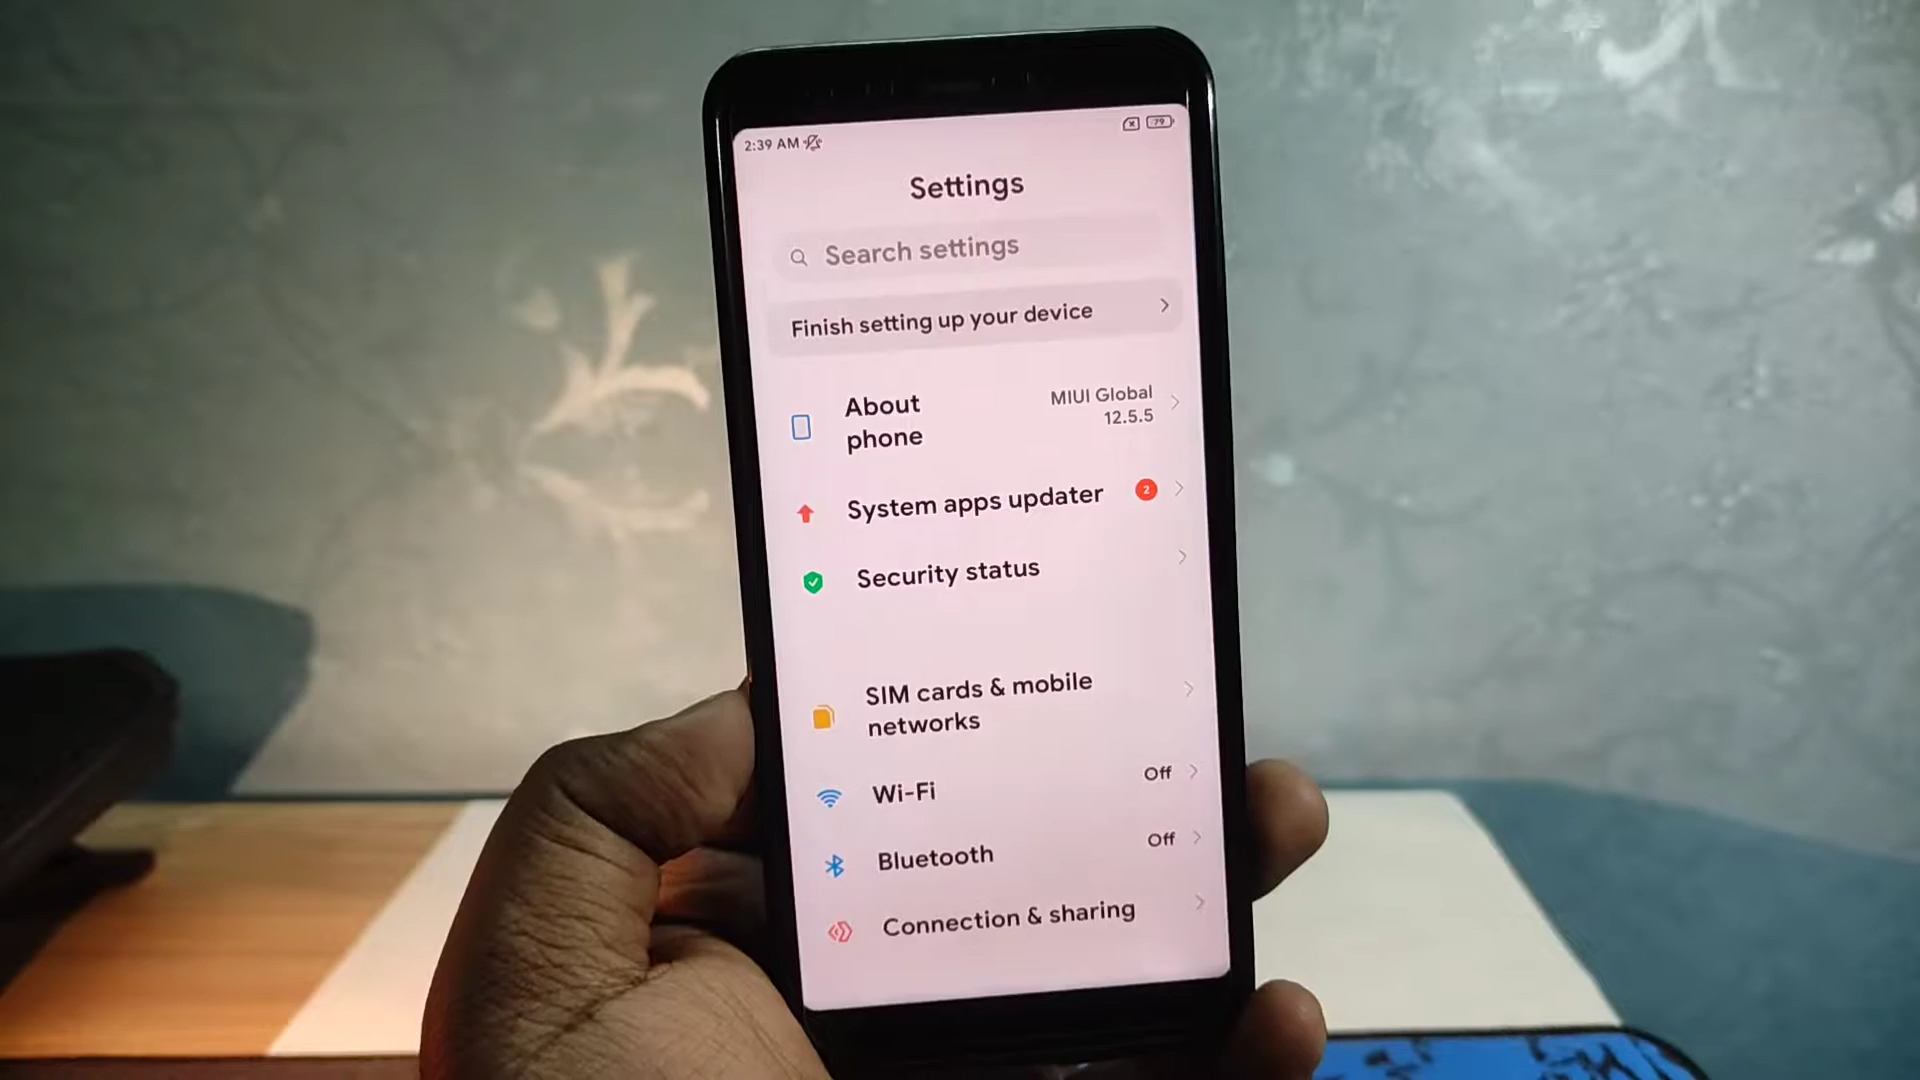 2:39 AM
79
Settings
Search settings
Finish setting up your device
About
phone
MIUI Global
12.5.5
System apps updater
2
Security status
SIM cards & mobile
networks
Wi-Fi
Off
Bluetooth
Off
Connection & sharing